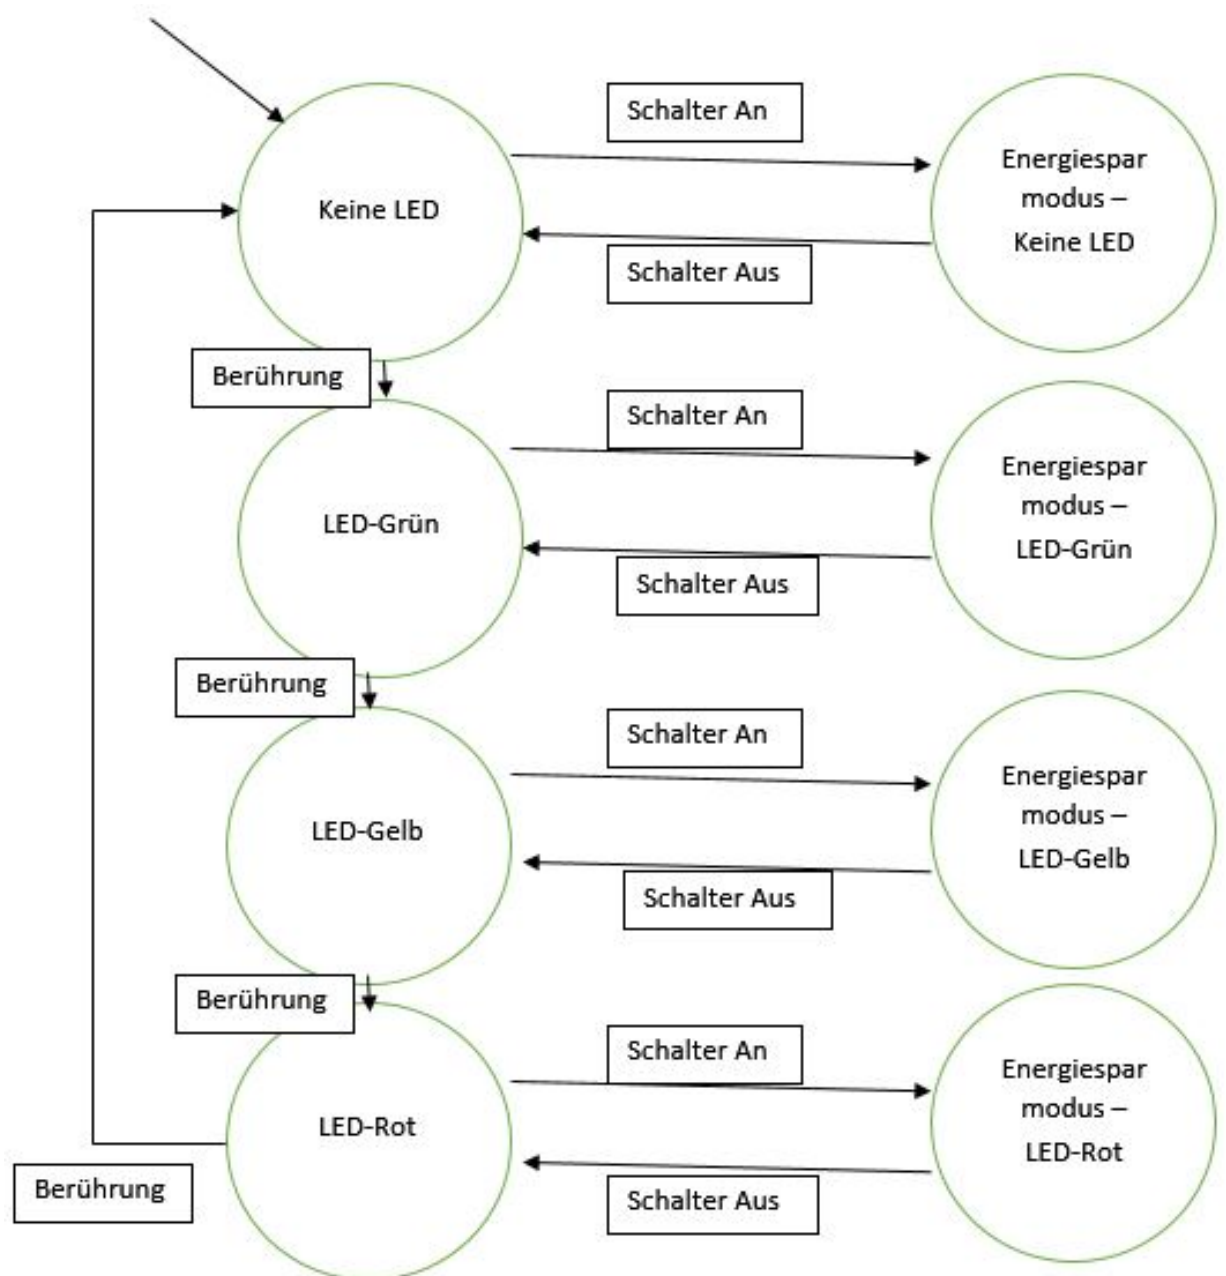 Schalter An
Keine LED
Energiespar
modus –
Keine LED
Schalter Aus
Berührung
Schalter An
LED-Grün
Energiespar
modus –
LED-Grün
Schalter Aus
Berührung
Schalter An
LED-Gelb
Energiespar
modus –
LED-Gelb
Schalter Aus
Berührung
Schalter An
LED-Rot
Energiespar
modus –
LED-Rot
Berührung
Schalter Aus